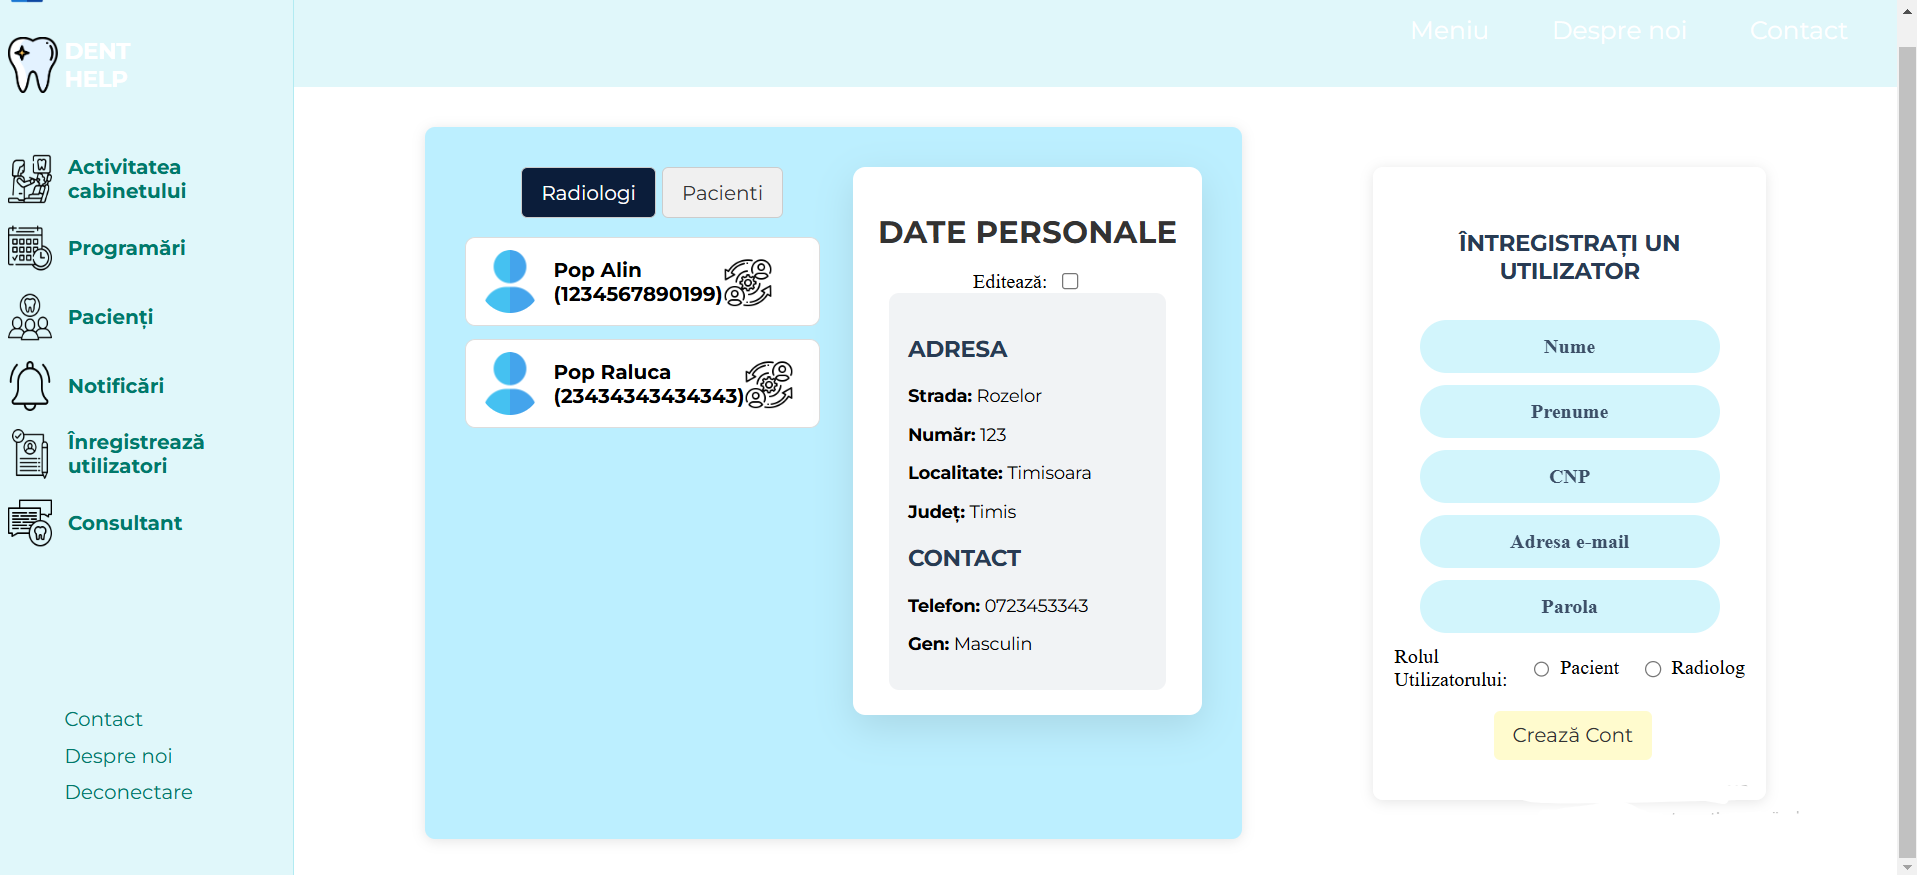 DENT
HELP
Meniu
Despre noi
Contact
Activitatea
cabinetului
Programări
Pacienți
Notificări
Înregistrează
utilizatori
Consultant
Contact
Despre noi
Deconectare
Radiologi
Pacienti
Pop Alin
(1234567890199)
Pop Raluca
(23434343434343)
DATE PERSONALE
Editează:
ADRESA
Strada: Rozelor
Număr: 123
Localitate: Timisoara
Județ: Timis
CONTACT
Telefon: 0723453343
Gen: Masculin
ÎNTREGISTRAȚI UN
UTILIZATOR
Nume
Prenume
CNP
Adresa e-mail
Parola
Rolul
Utilizatorului:
Pacient
Radiolog
Crează Cont